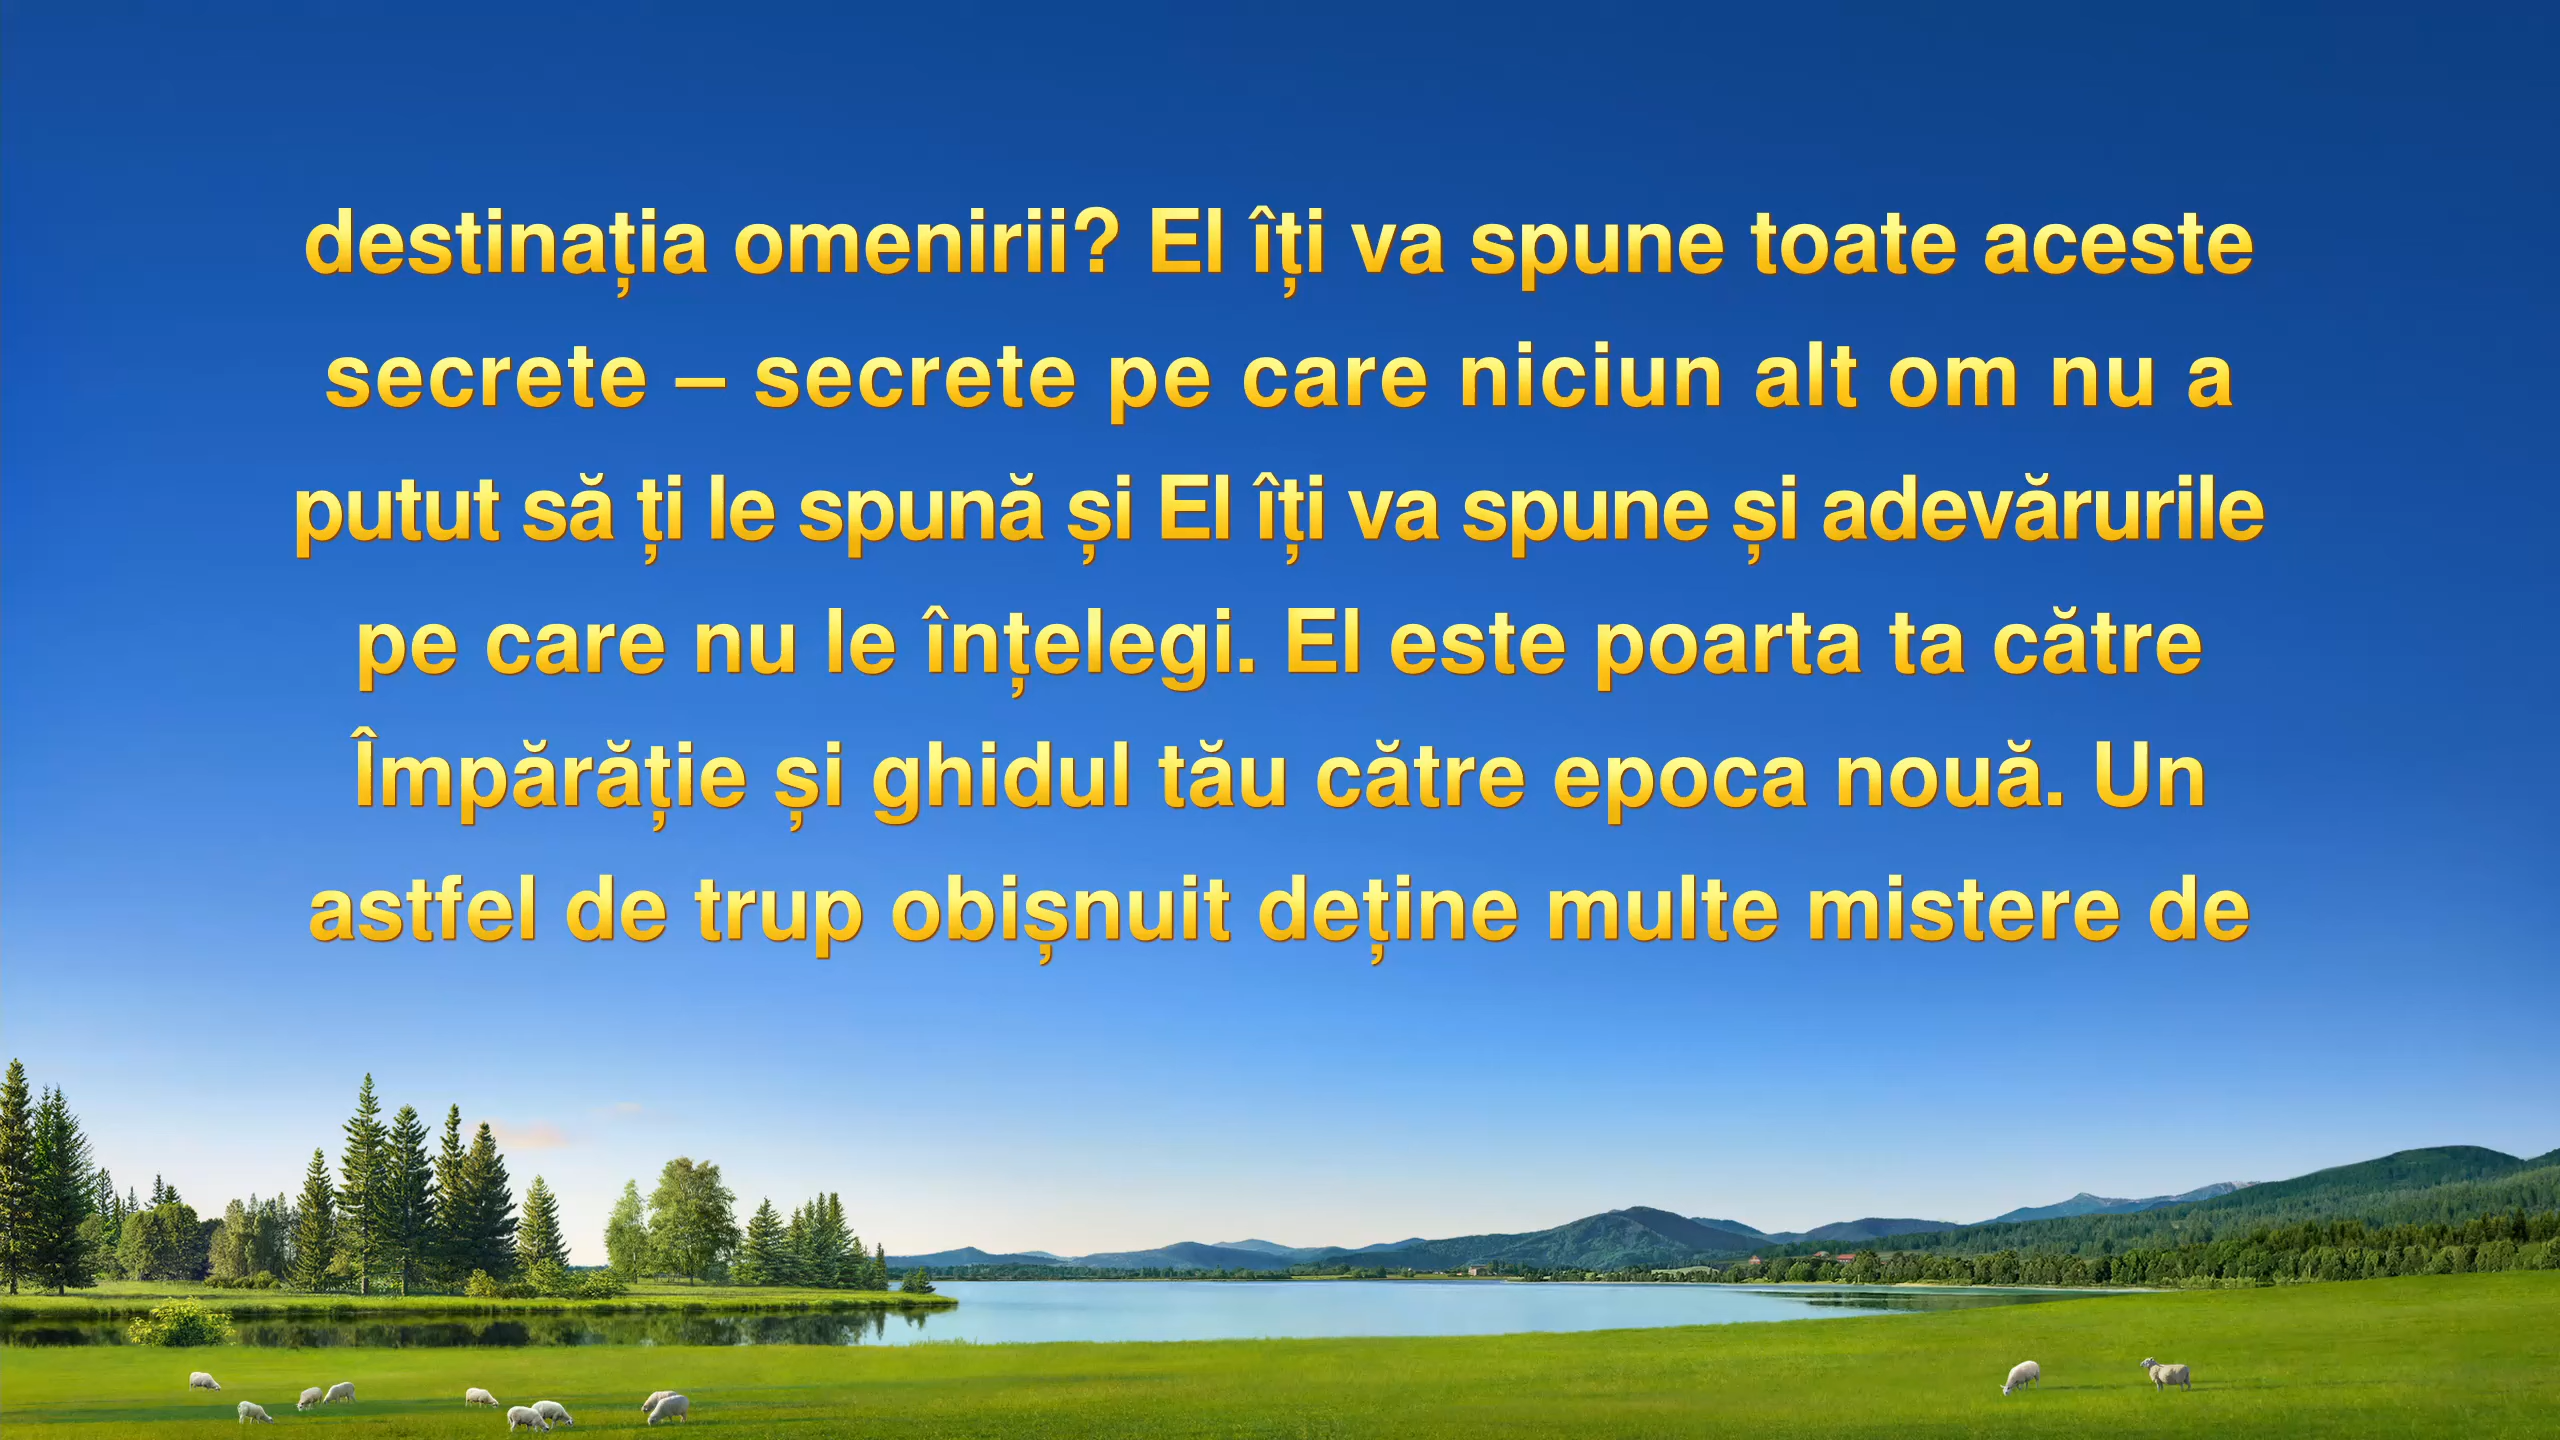 destinația omenirii? El îți va spune toate aceste
secrete – secrete pe care niciun alt om nu a
putut să ți le spună și El îți va spune și adevărurile
pe care nu le înțelegi. El este poarta ta către
Împărăție și ghidul tău către epoca nouă. Un
astfel de trup obișnuit deține multe mistere de